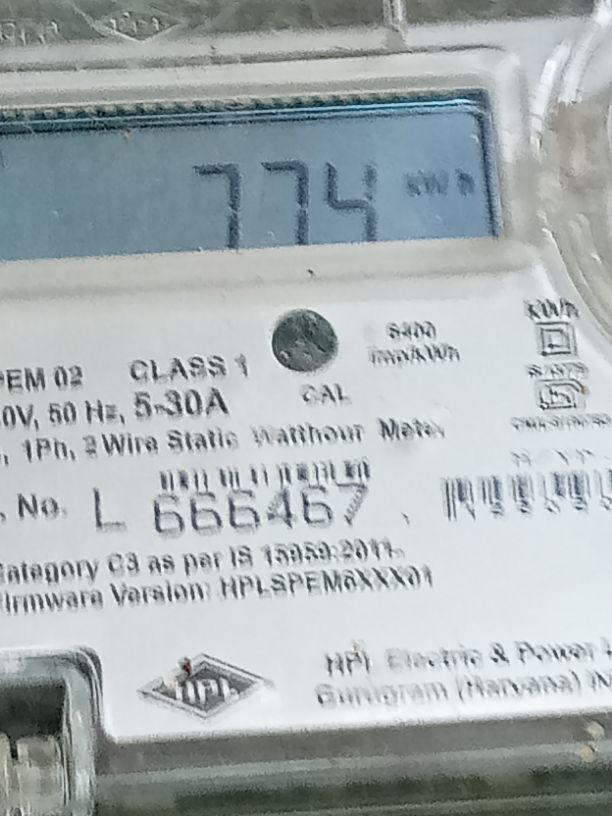 774 kWh
kWh
PEM 02 CLASS 1 6400
imp/kWh
0V, 50 Hz, 5-30A CAL
, 1Ph, 2 Wire Static Watthour Meter
. No. L 666467
Category C3 as per IS 15959:2011
Firmware Version: HPLSPEM6XXX01
HPL
HPL Electric & Power
Gurugram (Haryana)